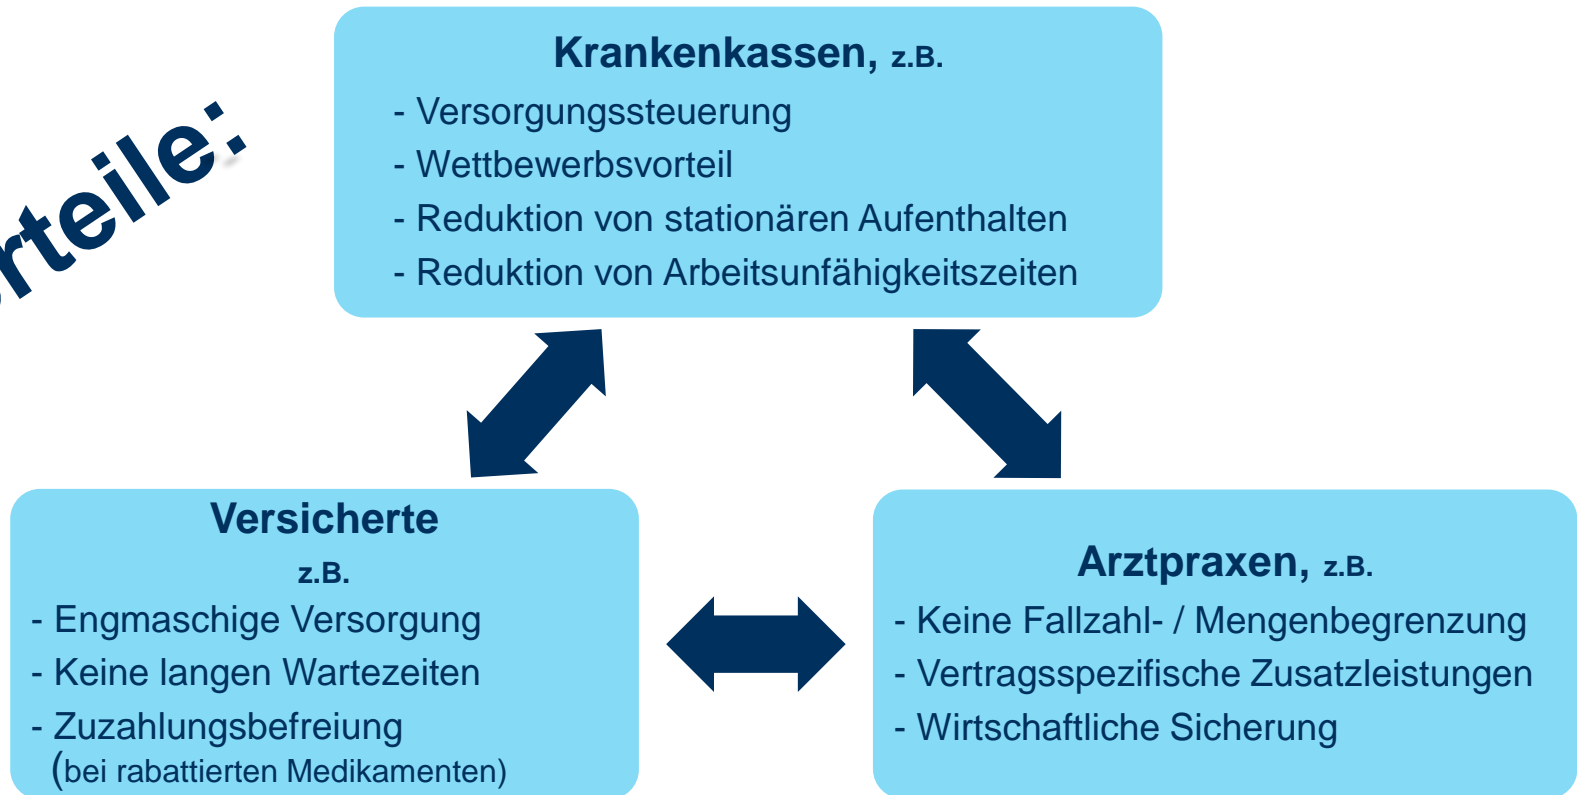 rteile:
Krankenkassen, z.B.
- Versorgungssteuerung
- Wettbewerbsvorteil
- Reduktion von stationären Aufenthalten
- Reduktion von Arbeitsunfähigkeitszeiten
Versicherte
z.B.
- Engmaschige Versorgung
- Keine langen Wartezeiten
- Zuzahlungsbefreiung
(bei rabattierten Medikamenten)
Arztpraxen, z.B.
- Keine Fallzahl- / Mengenbegrenzung
- Vertragsspezifische Zusatzleistungen
- Wirtschaftliche Sicherung